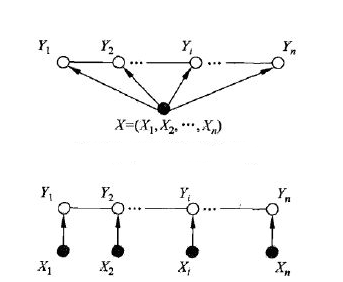 Y1 Y2 Yi Yn
... ...
X=(X1, X2, ···, Xn)
Y1 Y2 Yi Yn
... ...
X1 X2 Xi Xn